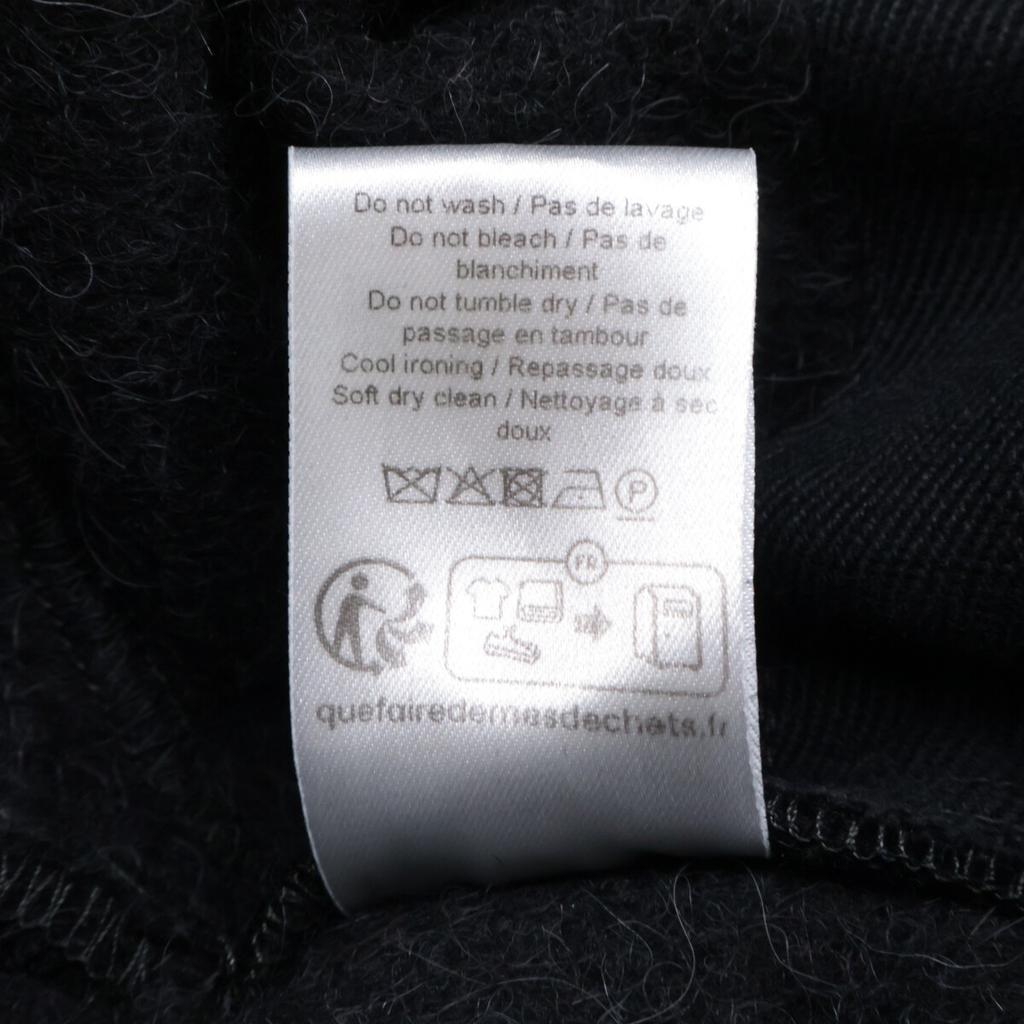 Do not wash / Pas de lavage
Do not bleach / Pas de
blanchiment
Do not tumble dry / Pas de
passage en tambour
Cool ironing / Repassage doux
Soft dry clean / Nettoyage à sec
doux
P
FR
quefairedemesdechets.fr